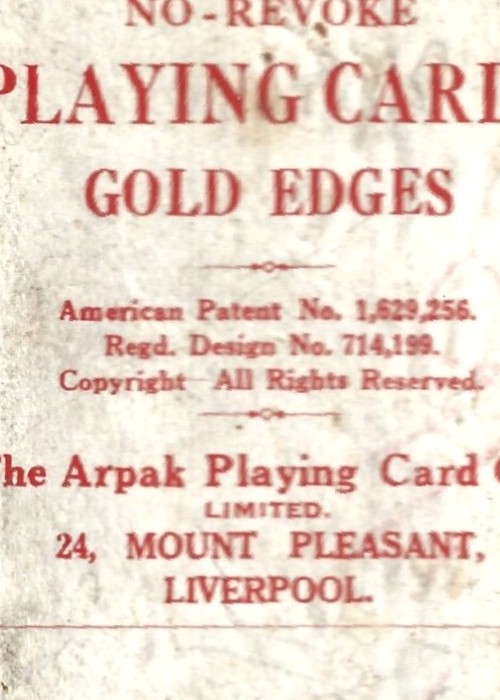 NO-REVOKE
PLAYING CARD
GOLD EDGES
American Patent No. 1,629,256.
Regd. Design No. 714,199.
Copyright All Rights Reserved.
The Arpak Playing Card
LIMITED.
24, MOUNT PLEASANT,
LIVERPOOL.